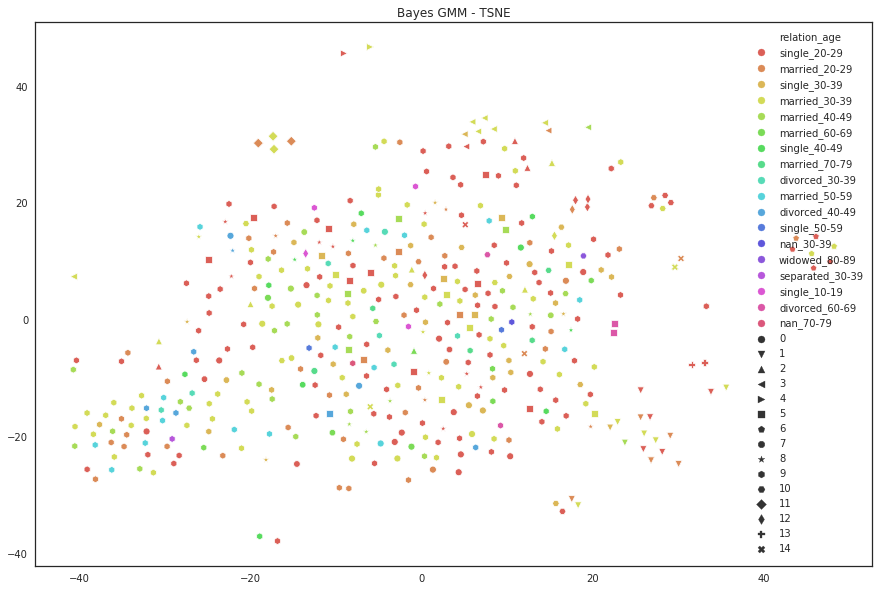 Bayes GMM - TSNE
relation_age
single_20-29
married_20-29
single_30-39
married_30-39
married_40-49
married_60-69
single_40-49
married_70-79
divorced_30-39
married_50-59
divorced_40-49
single_50-59
nan_30-39
widowed_80-89
separated_30-39
single_10-19
divorced_60-69
nan_70-79
0
1
2
3
4
5
6
7
8
9
10
11
12
13
14
40
20
0
−20
−40
−40
−20
0
20
40